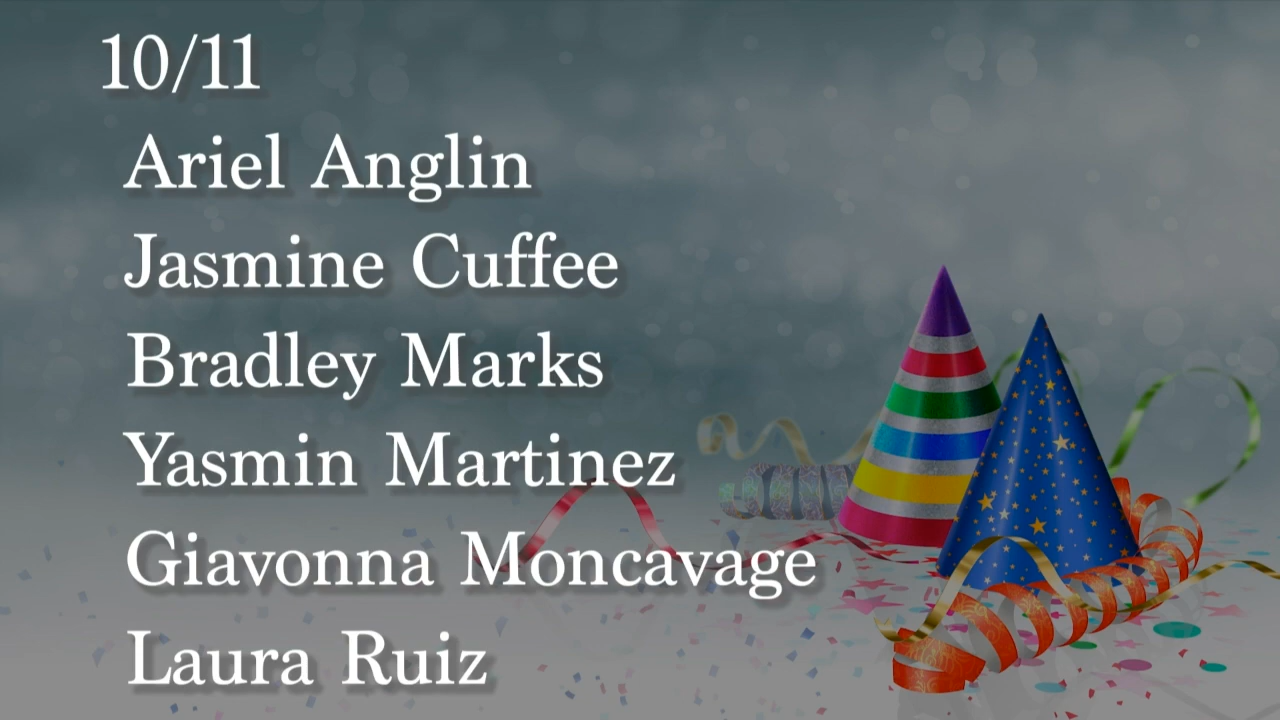 10/11
Ariel Anglin
Jasmine Cuffee
Bradley Marks
Yasmin Martinez
Giavonna Moncavage
Laura Ruiz